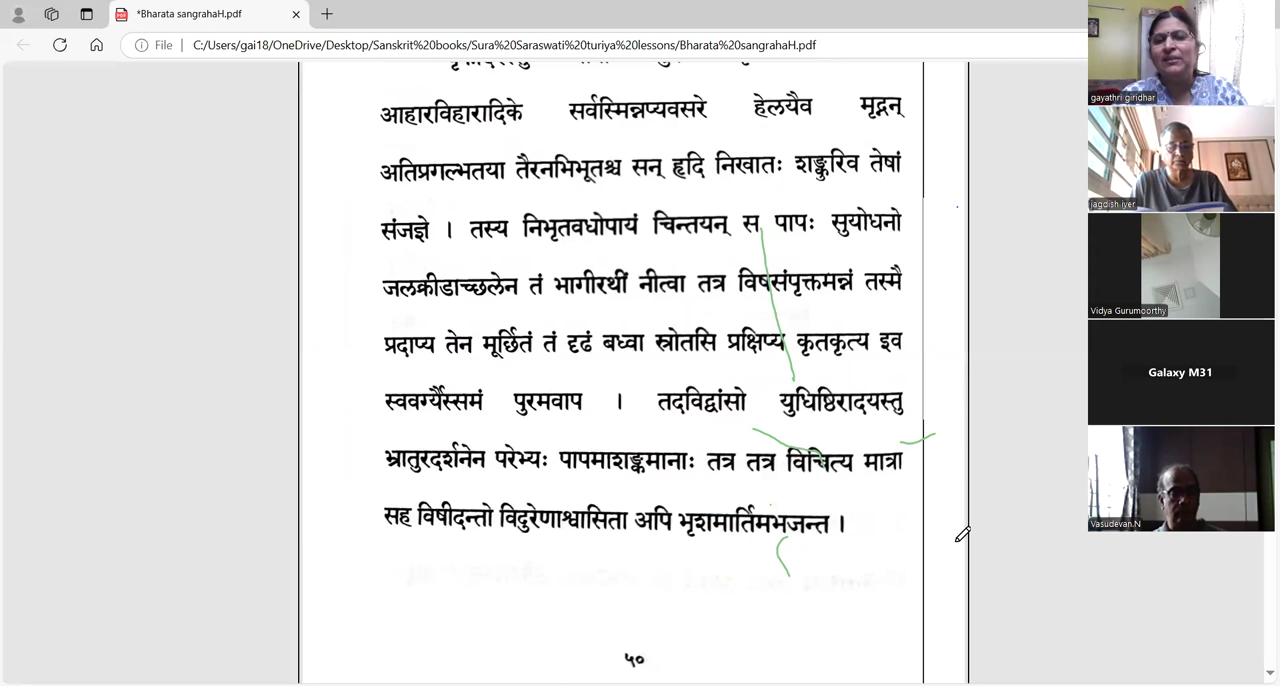 *Bharata sangrahaH.pdf
File | C:/Users/gai18/OneDrive/Desktop/Sanskrit%20books/Sura%20Saraswati%20turiya%20lessons/Bharata%20sangrahaH.pdf
आहारविहारादिके सर्वस्मिन्नप्यवसरे हेलयैव मृद्नन्
अतिप्रगल्भतया तैरनभिभूतश्च सन् हृदि निखातः शङ्कुरिव तेषां
संजज्ञे । तस्य निभृतवधोपायं चिन्तयन् स पापः सुयोधनो
जलक्रीडाच्छलेन तं भागीरथीं नीत्वा तत्र विषसंपृक्तमन्नं तस्मै
प्रदाप्य तेन मूर्छितं तं दृढं बध्वा स्रोतसि प्रक्षिप्य कृतकृत्य इव
स्ववर्ग्यैस्समं पुरमवाप । तदविद्वांसो युधिष्ठिरादयस्तु
भ्रातुरदर्शनेन परेभ्यः पापमाशङ्कमानाः तत्र तत्र विचित्य मात्रा
सह विषीदन्तो विदुरेणाश्वासिता अपि भृशमार्तिमभजन्त ।
५०
gayathri giridhar
jagdish iyer
Vidya Gurumoorthy
Galaxy M31
Vasudevan.N